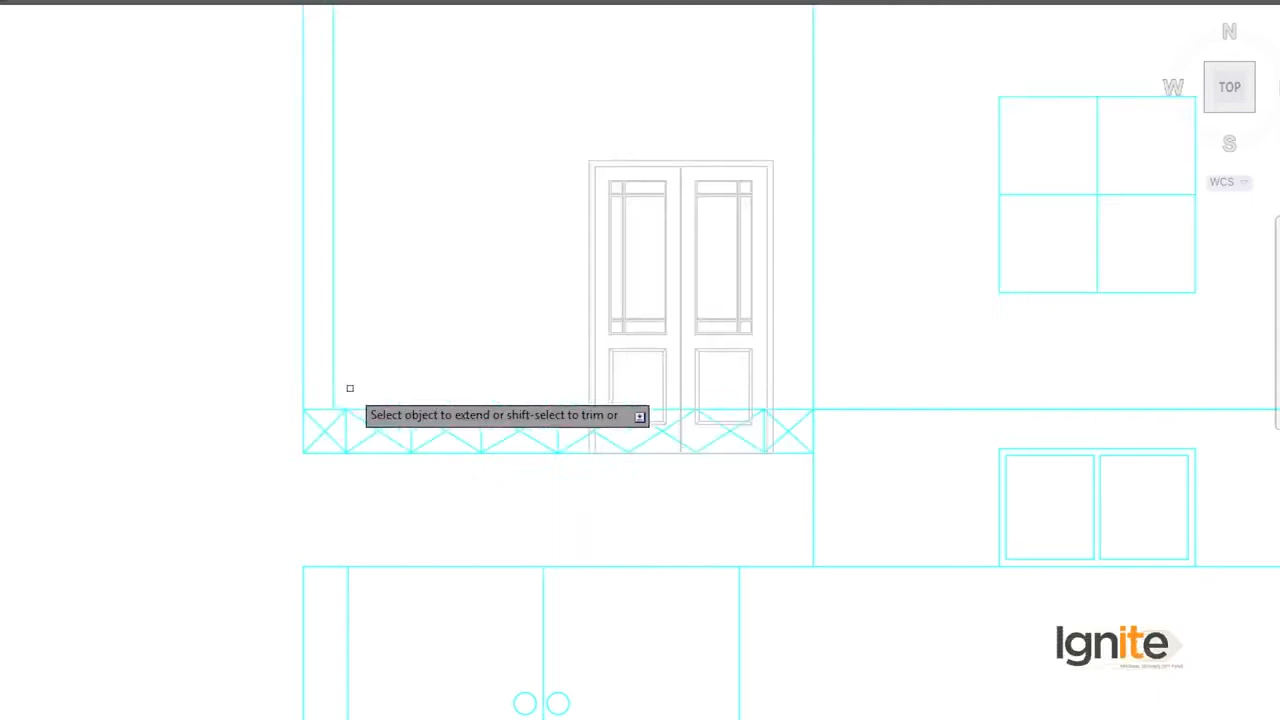 N
W
TOP
S
WCS
Select object to extend or shift-select to trim or
Ignite